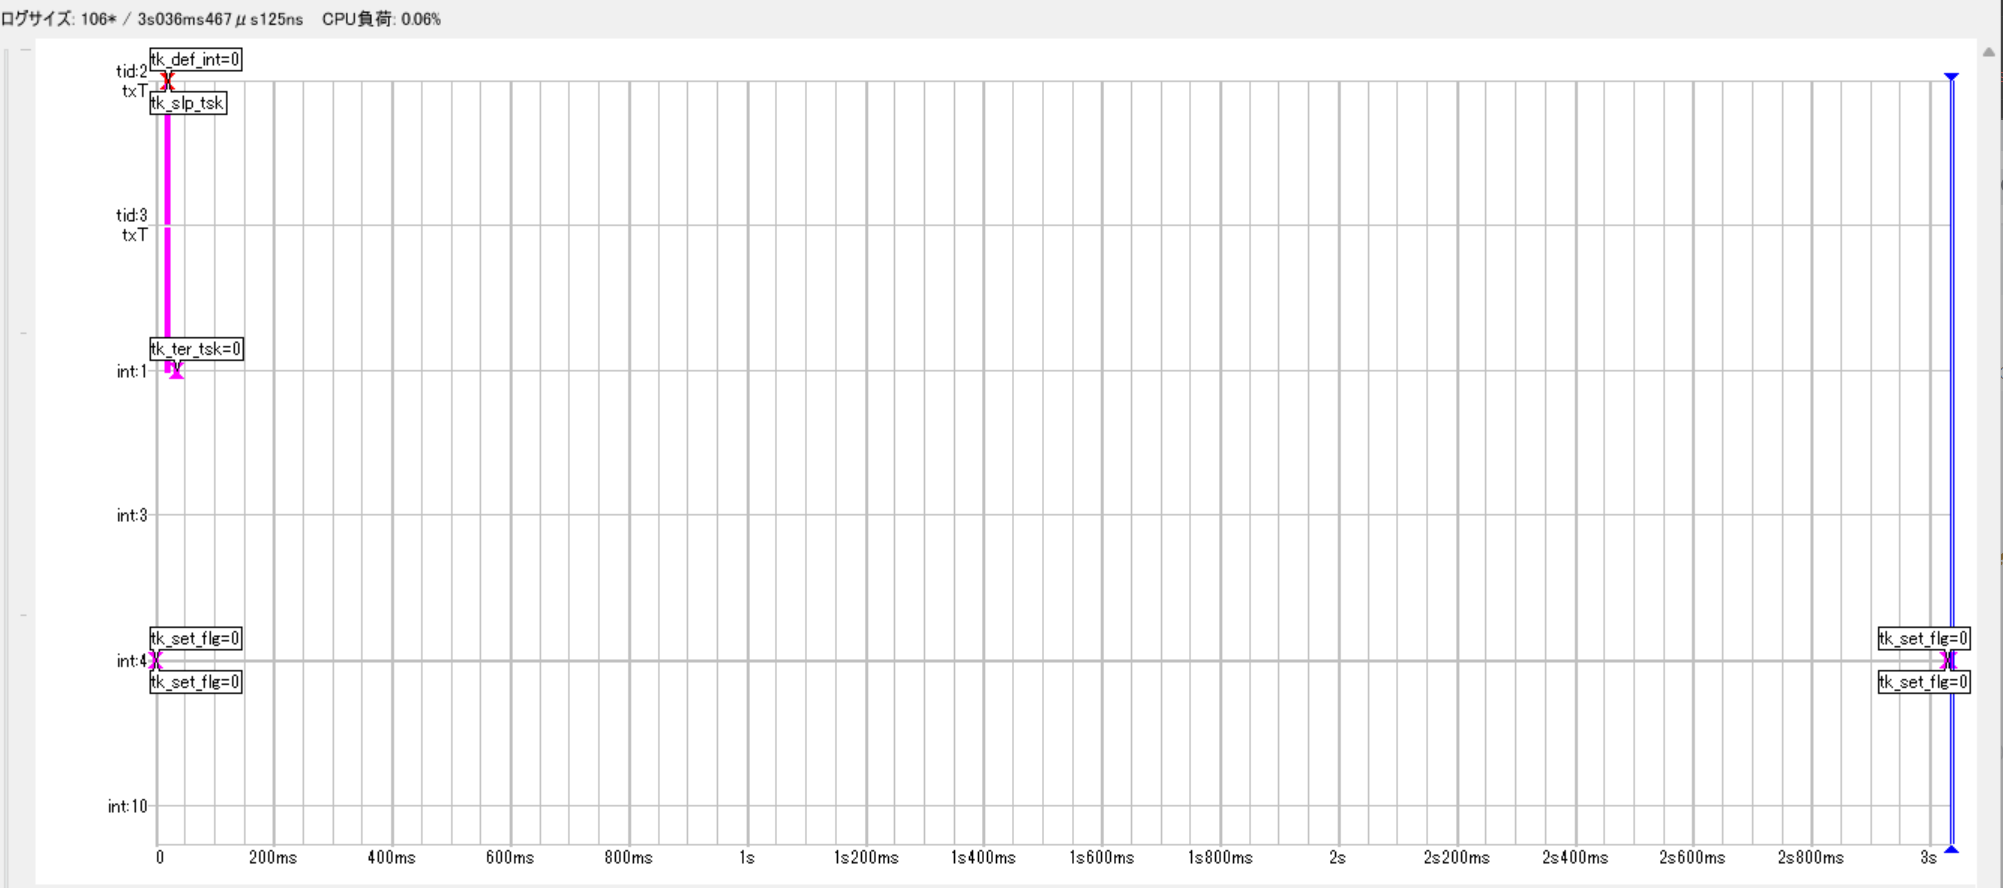 ログサイズ: 106* / 3s036ms467μs125ns CPU負荷: 0.06%
tk_def_int=0
tid:2
txT
tk_slp_tsk
tid:3
txT
tk_ter_tsk=0
int:1
int:3
tk_set_flg=0 tk_set_flg=0
int:4
tk_set_flg=0 tk_set_flg=0
int:10
0 200ms 400ms 600ms 800ms 1s 1s200ms 1s400ms 1s600ms 1s800ms 2s 2s200ms 2s400ms 2s600ms 2s800ms 3s